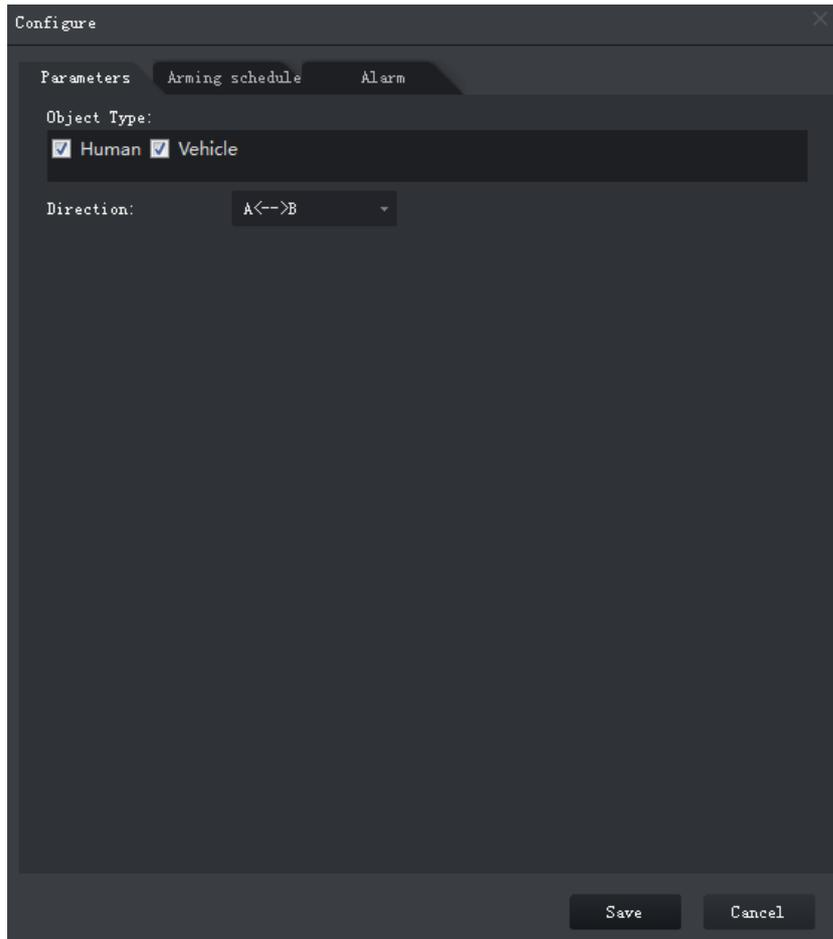 Configure
Parameters Arming schedule Alarm
Object Type:
Human Vehicle
Direction: A<-->B
Save Cancel